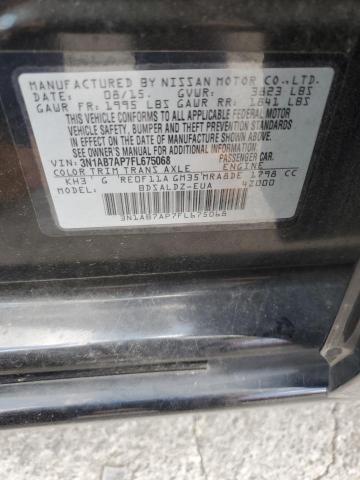 MANUFACTURED BY NISSAN MOTOR CO.,LTD.
DATE: 08/15. GVWR: 3823 LBS
GAWR FR: 1995 LBS GAWR RR: 1841 LBS
THIS VEHICLE CONFORMS TO ALL APPLICABLE FEDERAL MOTOR
VEHICLE SAFETY, BUMPER AND THEFT PREVENTION STANDARDS
IN EFFECT ON THE DATE OF MANUFACTURE SHOWN ABOVE.
SEE OWNERS MANUAL FOR ADDITIONAL INFORMATION.
VIN: 3N1AB7AP7FL675068 PASSENGER CAR.
COLOR TRIM TRANS AXLE ENGINE
KH3 G RE0F11A GM35 MRA8DE 1798 CC
MODEL: BDSALDZ-EUA 42000
3N1AB7AP7FL675068